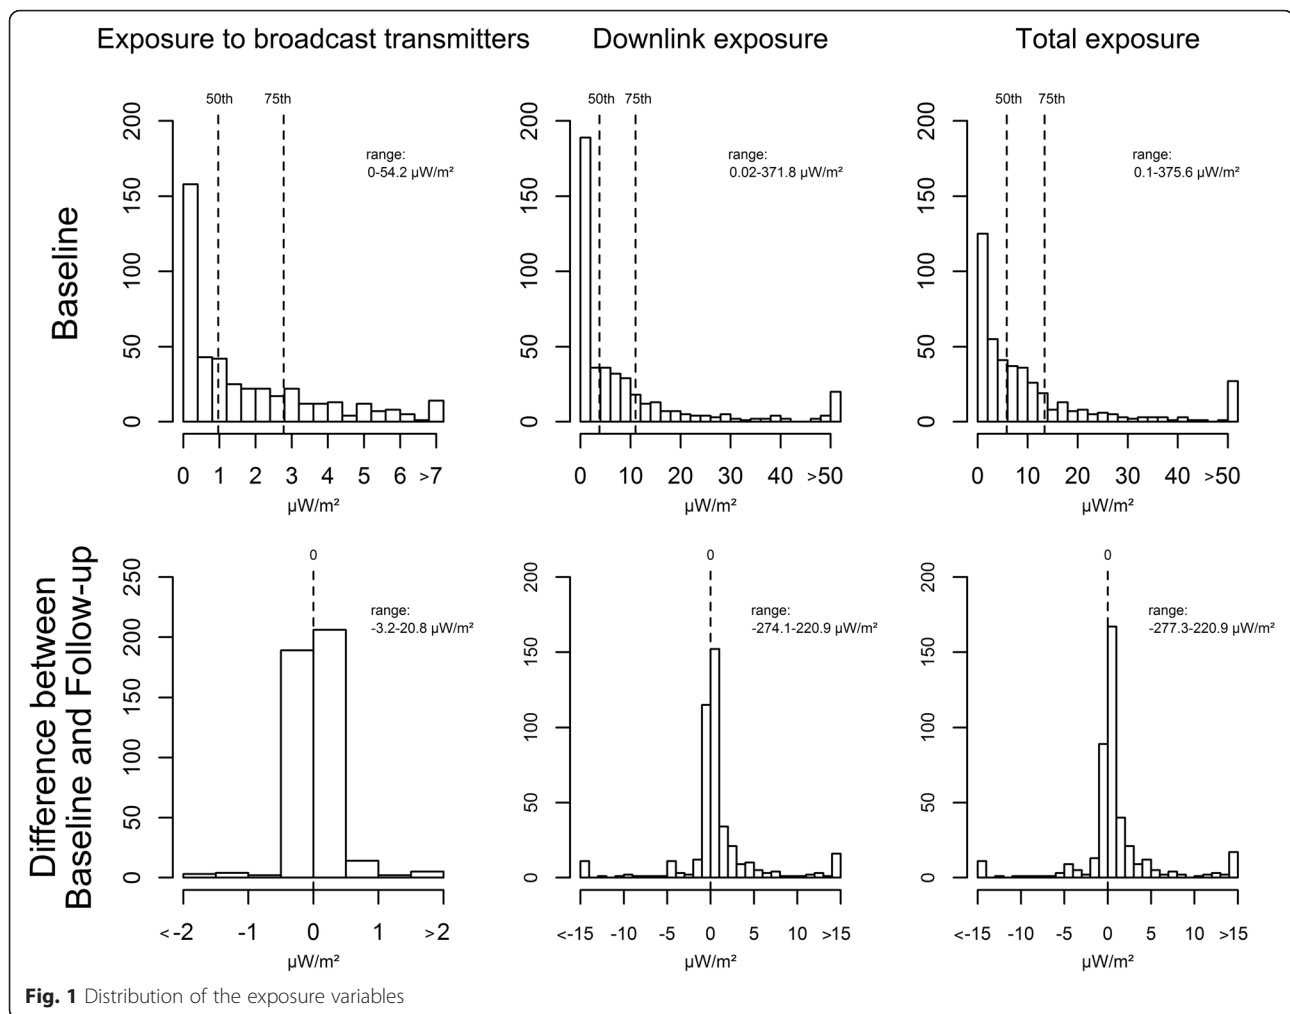 Exposure to broadcast transmitters
Downlink exposure
Total exposure
Baseline
50th 75th
range:
0-54.2 µW/m²
200
150
100
50
0
0 1 2 3 4 5 6 >7
µW/m²
50th 75th
range:
0.02-371.8 µW/m²
200
150
100
50
0
0 10 20 30 40 >50
µW/m²
50th 75th
range:
0.1-375.6 µW/m²
200
150
100
50
0
0 10 20 30 40 >50
µW/m²
Difference between
Baseline and Follow-up
0
range:
-3.2-20.8 µW/m²
250
200
150
100
50
0
<-2 -1 0 1 >2
µW/m²
0
range:
-274.1-220.9 µW/m²
200
150
100
50
0
<-15 -10 -5 0 5 10 >15
µW/m²
0
range:
-277.3-220.9 µW/m²
200
150
100
50
0
<-15 -10 -5 0 5 10 >15
µW/m²
Fig. 1 Distribution of the exposure variables